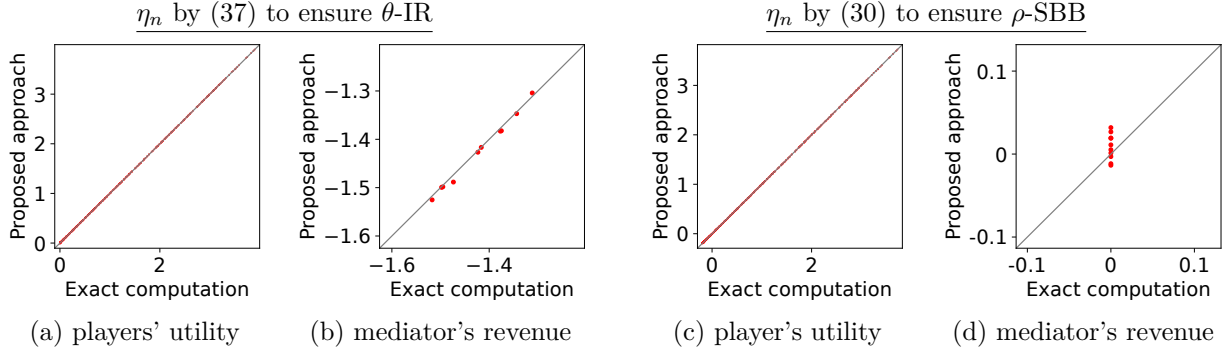 η_n by (37) to ensure θ-IR
η_n by (30) to ensure ρ-SBB
Proposed approach
3
2
1
0
0
2
Exact computation
Proposed approach
−1.3
−1.4
−1.5
−1.6
−1.6
−1.4
Exact computation
Proposed approach
3
2
1
0
0
2
Exact computation
Proposed approach
0.1
0
-0.1
-0.1
0
0.1
Exact computation
(a) players’ utility
(b) mediator’s revenue
(c) player’s utility
(d) mediator’s revenue